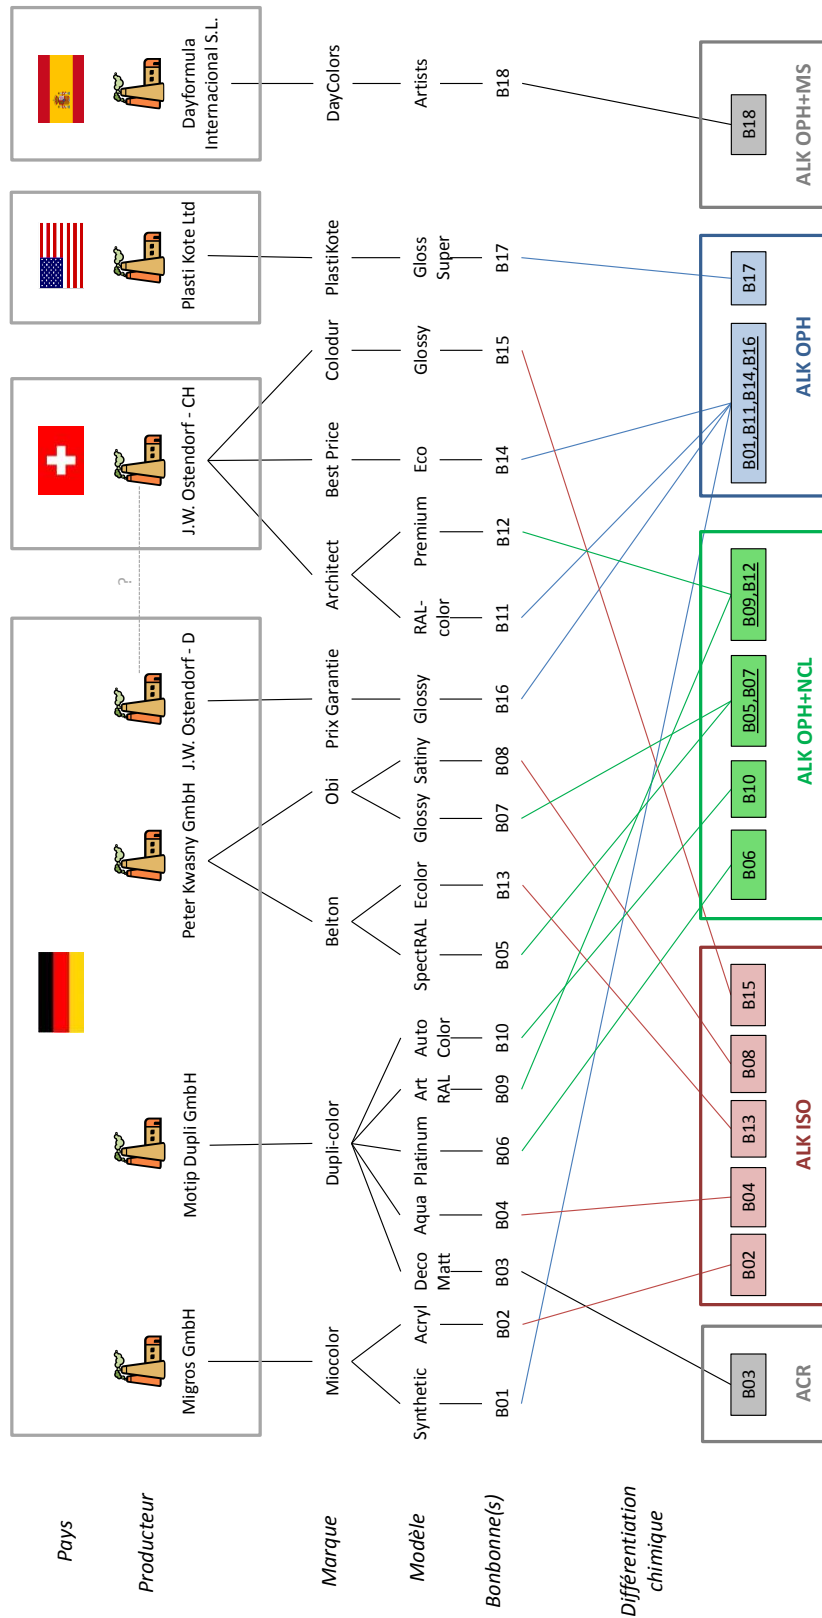 Pays
Producteur
Migros GmbH
Motip Dupli GmbH
Peter Kwasny GmbH
J.W. Ostendorf - D
?
J.W. Ostendorf - CH
Plasti Kote Ltd
Dayformula
Internacional S.L.
Marque
Miocolor
Dupli-color
Belton
Obi
Prix Garantie
Architect
Best Price
Colodur
PlastiKote
DayColors
Modèle
Synthetic
Acryl
Deco
Matt
Aqua
Platinum
Art
RAL
Auto
Color
SpectRAL
Ecolor
Glossy
Satiny
Glossy
RAL-
color
Premium
Eco
Glossy
Gloss
Super
Artists
Bonbonne(s)
B01
B02
B03
B04
B06
B09
B10
B05
B13
B07
B08
B16
B11
B12
B14
B15
B17
B18
Différentiation
chimique
B03
B02
B04
B13
B08
B15
B06
B10
B05,B07
B09,B12
B01,B11,B14,B16
B17
B18
ACR
ALK ISO
ALK OPH+NCL
ALK OPH
ALK OPH+MS